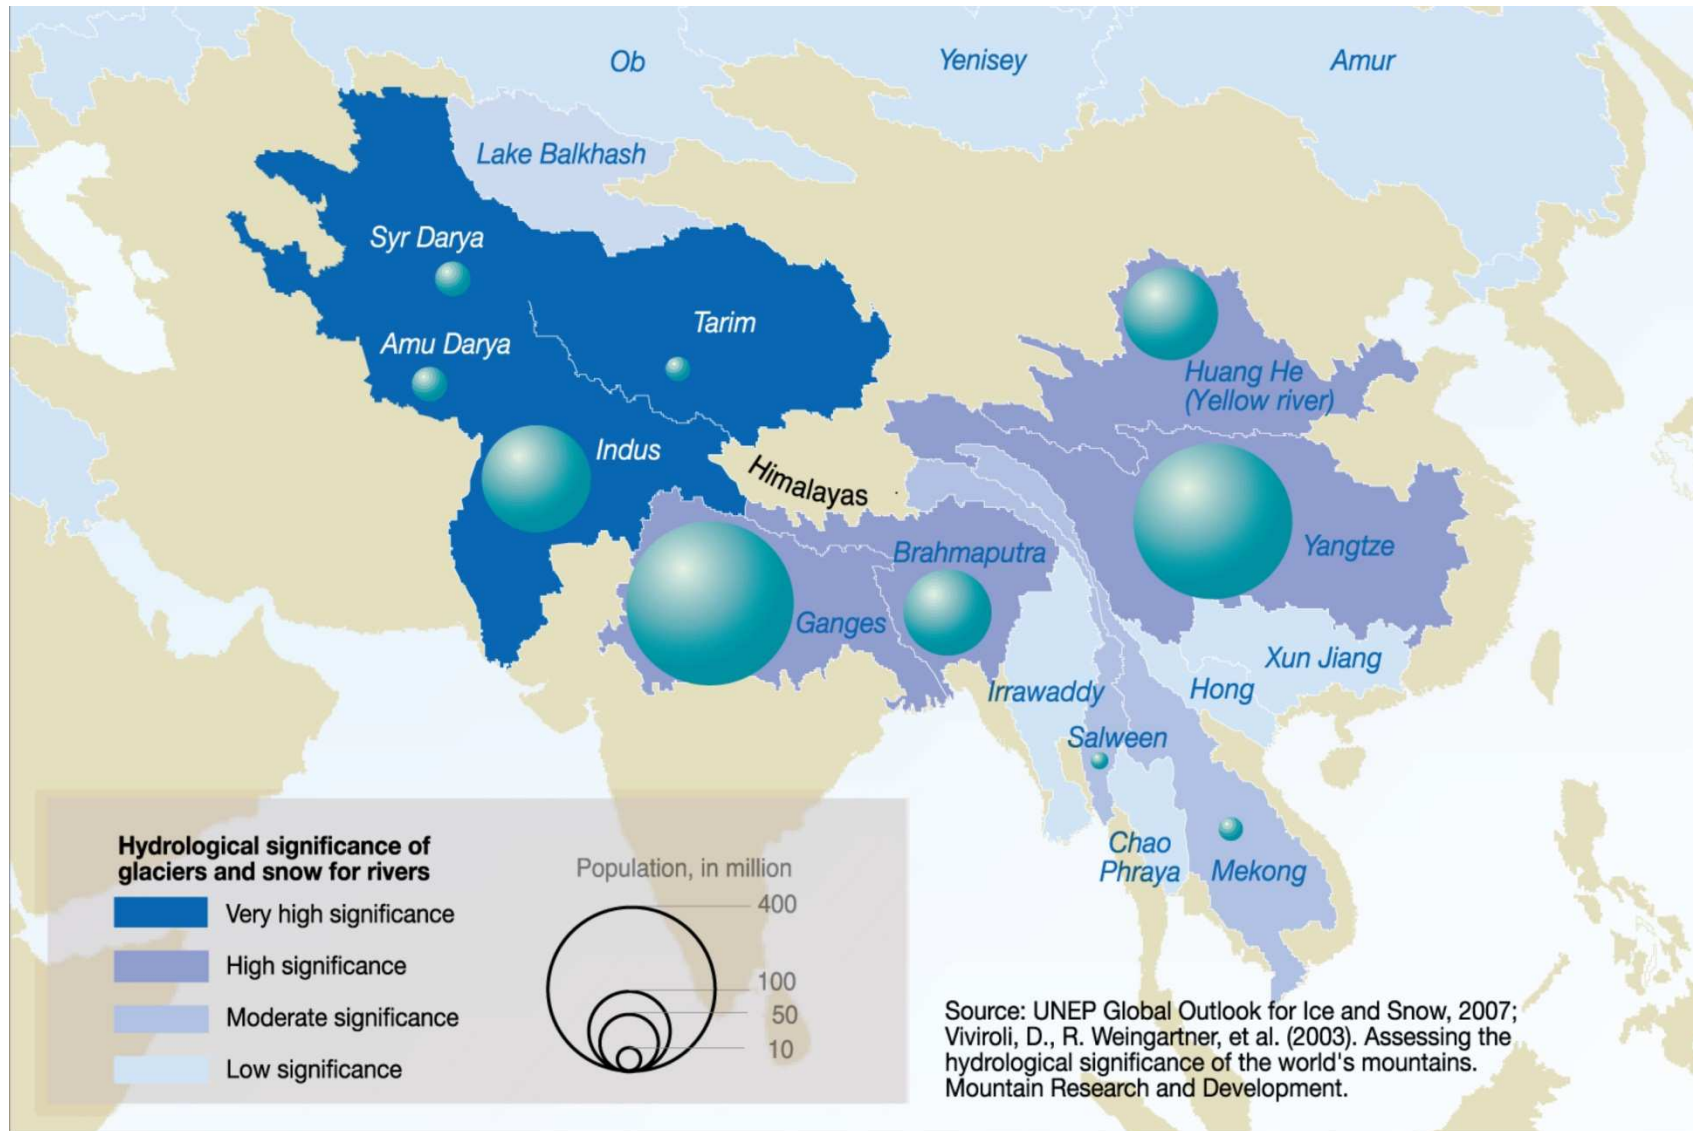 Ob
Yenisey
Amur
Lake Balkhash
Syr Darya
Tarim
Amu Darya
Huang He
(Yellow river)
Indus
Himalayas
Yangtze
Brahmaputra
Ganges
Xun Jiang
Hong
Irrawaddy
Salween
Chao
Phraya
Mekong
Hydrological significance of
glaciers and snow for rivers
Very high significance
High significance
Moderate significance
Low significance
Population, in million
400
100
50
10
Source: UNEP Global Outlook for Ice and Snow, 2007;
Viviroli, D., R. Weingartner, et al. (2003). Assessing the
hydrological significance of the world's mountains.
Mountain Research and Development.